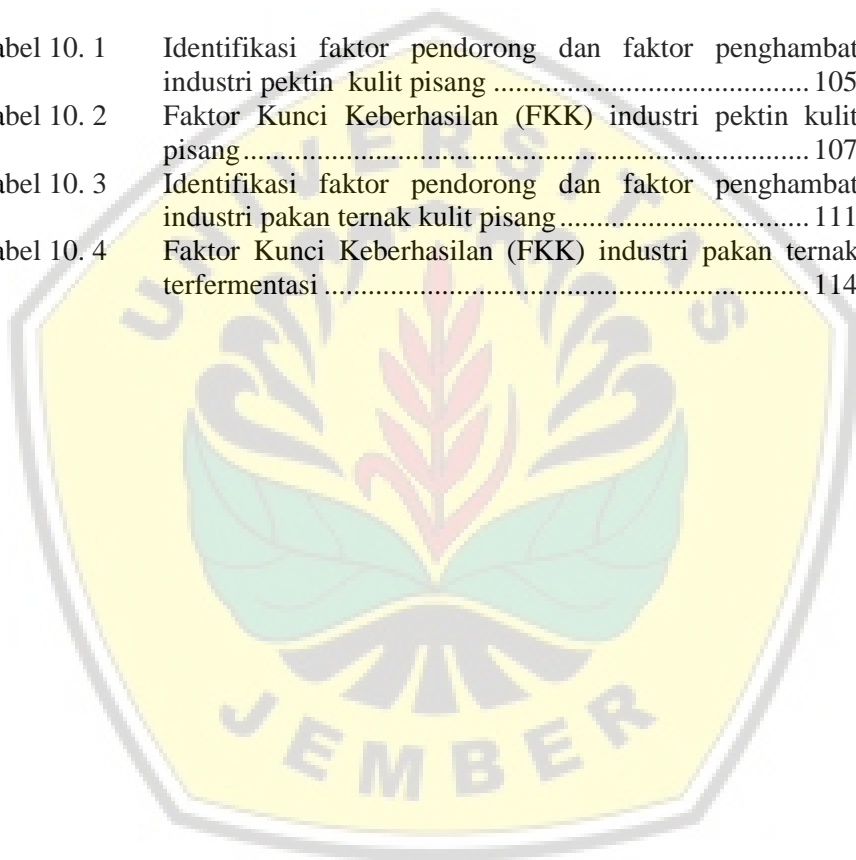 abel 10. 1 Identifikasi faktor pendorong dan faktor penghambat
industri pektin kulit pisang ........................................... 105
abel 10. 2 Faktor Kunci Keberhasilan (FKK) industri pektin kulit
pisang............................................................................. 107
abel 10. 3 Identifikasi faktor pendorong dan faktor penghambat
industri pakan ternak kulit pisang.................................. 111
abel 10. 4 Faktor Kunci Keberhasilan (FKK) industri pakan ternak
terfermentasi .................................................................. 114
UNIVERSITAS
JEMBER